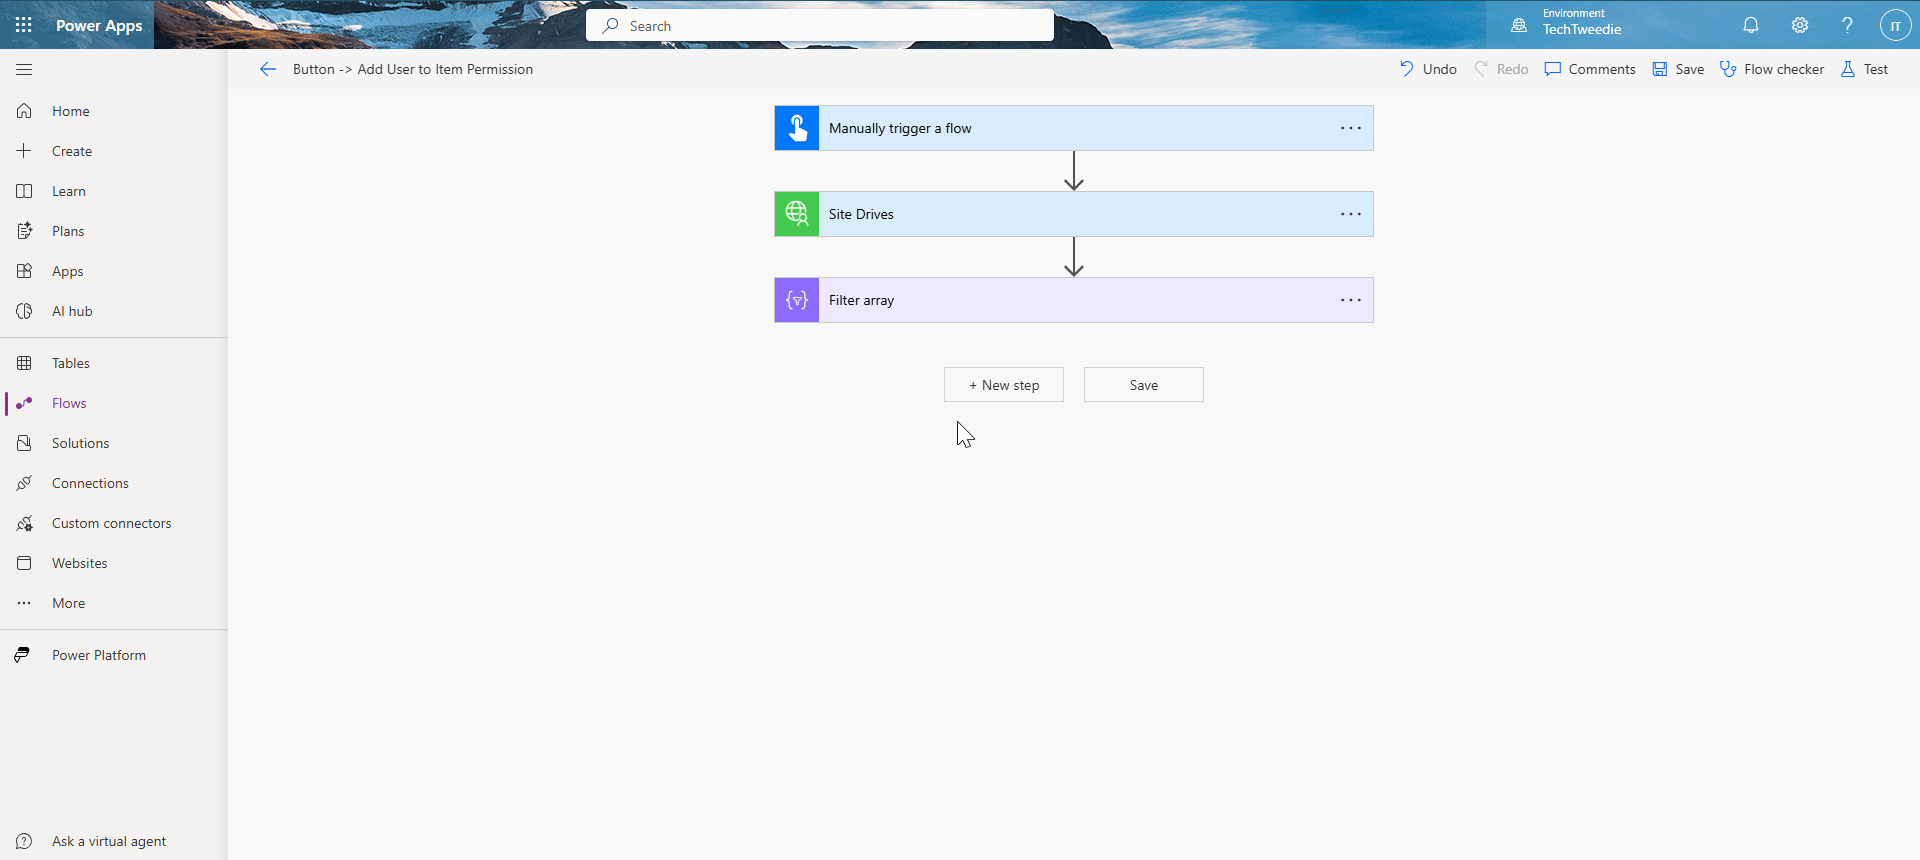 Power Apps
Search
Environment
TechTweedie
IT
Button -> Add User to Item Permission
Undo
Redo
Comments
Save
Flow checker
Test
Home
Create
Learn
Plans
Apps
AI hub
Tables
Flows
Solutions
Connections
Custom connectors
Websites
More
Power Platform
Ask a virtual agent
Manually trigger a flow
Site Drives
Filter array
+ New step
Save